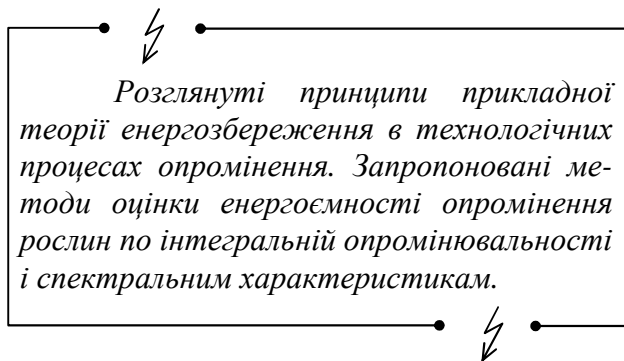 Розглянуті принципи прикладної
теорії енергозбереження в технологічних
процесах опромінення. Запропоновані ме-
тоди оцінки енергоємності опромінення
рослин по інтегральній опромінювальності
і спектральним характеристикам.